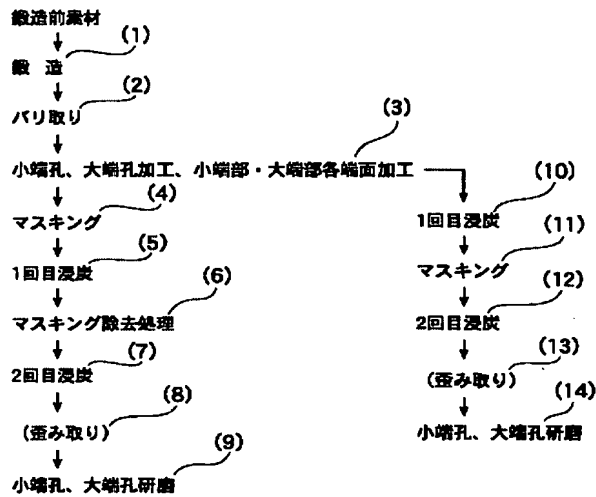 鍛造前素材
(1)
鍛 造
(2)
バリ取り
(3)
小端孔、大端孔加工、小端部・大端部各端面加工
(4)
マスキング
(5)
1回目浸炭
(6)
マスキング除去処理
(7)
2回目浸炭
(8)
(歪み取り)
(9)
小端孔、大端孔研磨
(10)
1回目浸炭
(11)
マスキング
(12)
2回目浸炭
(13)
(歪み取り)
(14)
小端孔、大端孔研磨